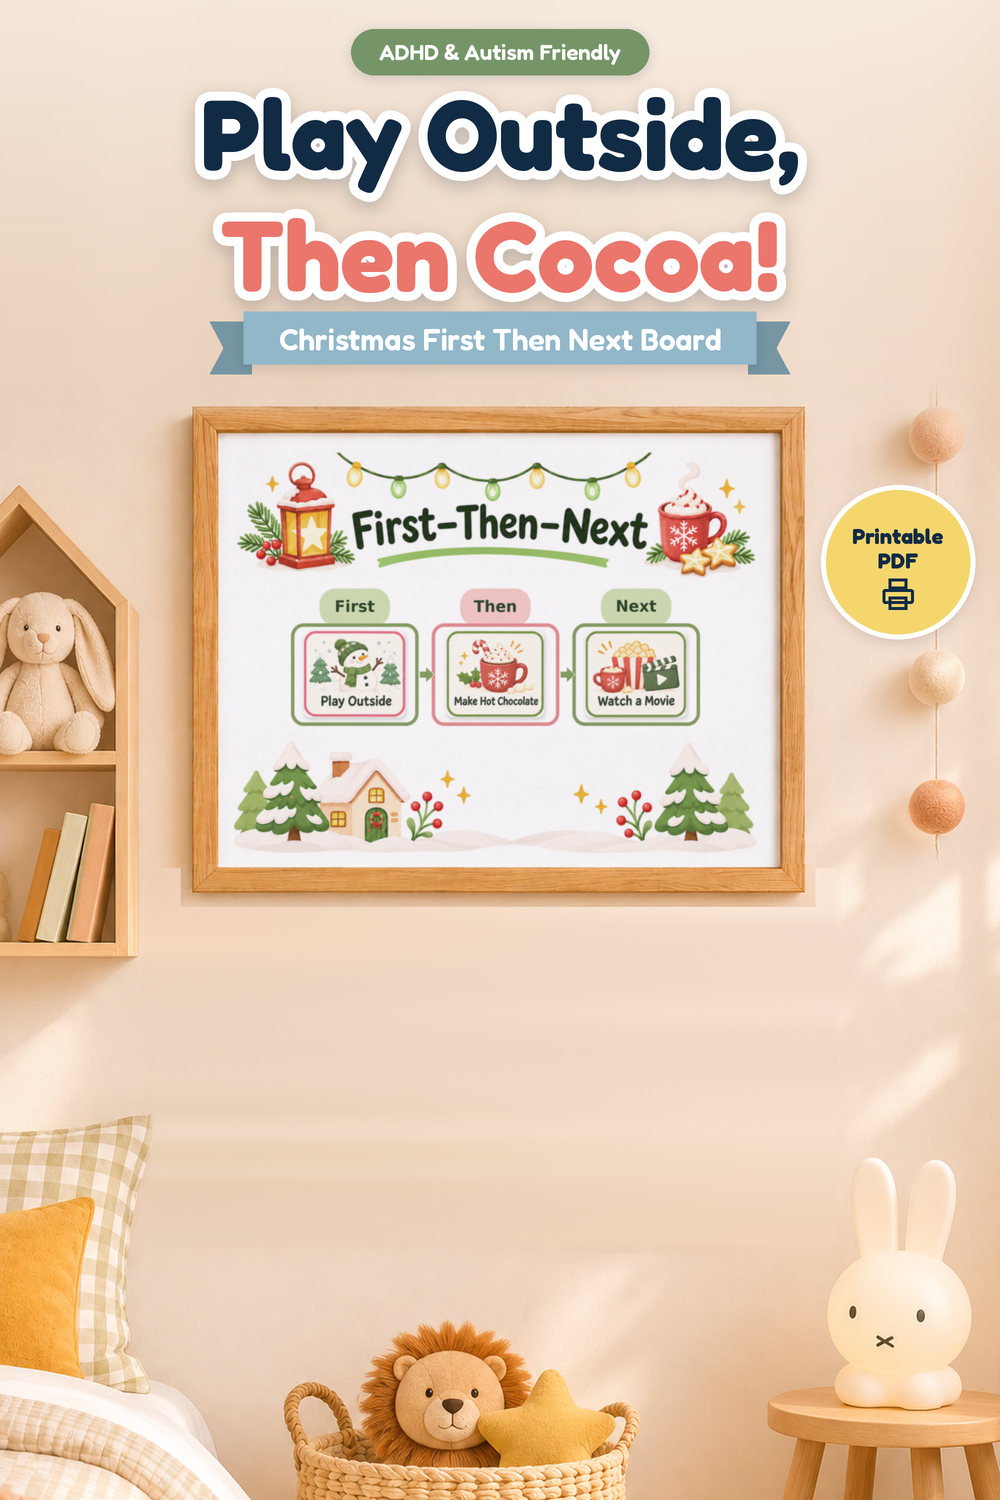 ADHD & Autism Friendly
Play Outside,
Then Cocoa!
Christmas First Then Next Board
First-Then-Next
Printable
PDF
First
Then
Next
Play Outside
Make Hot Chocolate
Watch a Movie